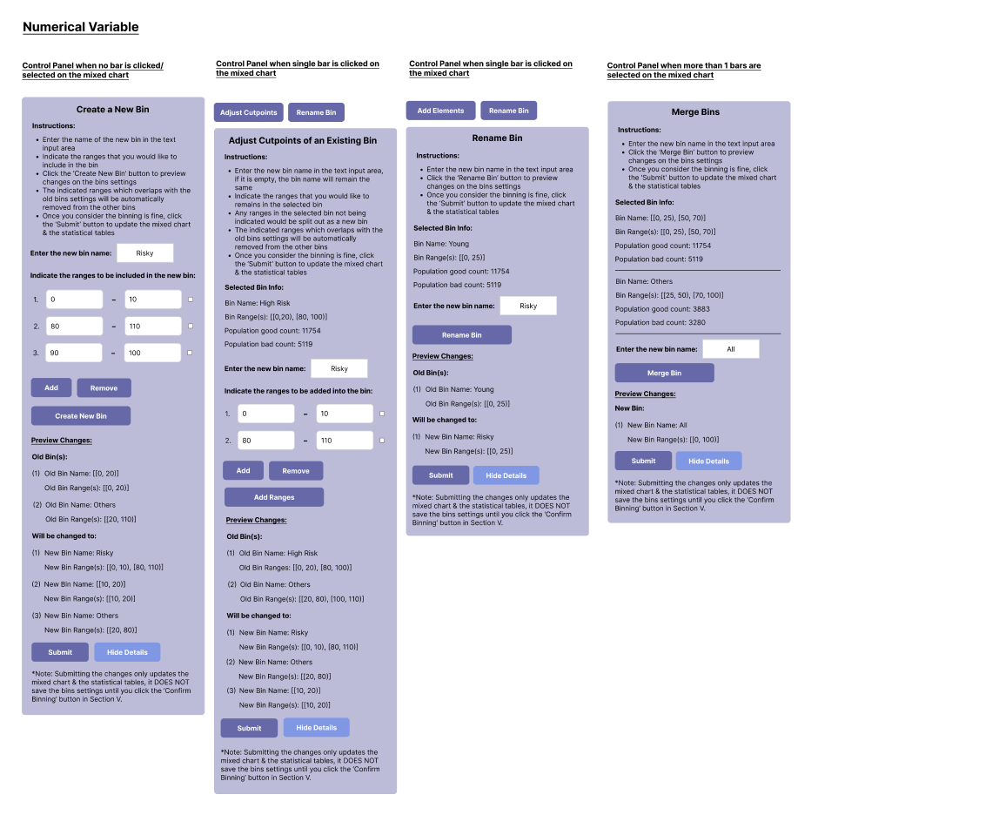 Numerical Variable
Control Panel when no bar is clicked/
selected on the mixed chart
Create a New Bin
Instructions:
• Enter the name of the new bin in the text
input area
• Indicate the ranges that you would like to
include in the bin
• Click the 'Create New Bin' button to preview
changes on the bins settings
• The indicated ranges which overlaps with the
old bins settings will be automatically
removed from the other bins
• Once you consider the binning is fine, click
the 'Submit' button to update the mixed chart
& the statistical tables
Enter the new bin name: Risky
Indicate the ranges to be included in the new bin:
1. 0 – 10
2. 80 – 110
3. 90 – 100
Add Remove
Create New Bin
Preview Changes:
Old Bin(s):
(1) Old Bin Name: [[0, 20)]
Old Bin Range(s): [[0, 20)]
(2) Old Bin Name: Others
Old Bin Range(s): [[20, 110)]
Will be changed to:
(1) New Bin Name: Risky
New Bin Range(s): [[0, 10), [80, 110)]
(2) New Bin Name: [[10, 20)]
New Bin Range(s): [[10, 20)]
(3) New Bin Name: Others
New Bin Range(s): [[20, 80)]
Submit Hide Details
*Note: Submitting the changes only updates the
mixed chart & the statistical tables, it DOES NOT
save the bins settings until you click the 'Confirm
Binning' button in Section V.
Control Panel when single bar is clicked on
the mixed chart
Adjust Cutpoints Rename Bin
Adjust Cutpoints of an Existing Bin
Instructions:
• Enter the new bin name in the text input area,
if it is empty, the bin name will remain the
same
• Indicate the ranges that you would like to
remains in the selected bin
• Any ranges in the selected bin not being
indicated would be split out as a new bin
• The indicated ranges which overlaps with the
old bins settings will be automatically
removed from the other bins
• Once you consider the binning is fine, click
the 'Submit' button to update the mixed chart
& the statistical tables
Selected Bin Info:
Bin Name: High Risk
Bin Range(s): [[0,20), [80, 100)]
Population good count: 11754
Population bad count: 5119
Enter the new bin name: Risky
Indicate the ranges to be added into the bin:
1. 0 – 10
2. 80 – 110
Add Remove
Add Ranges
Preview Changes:
Old Bin(s):
(1) Old Bin Name: High Risk
Old Bin Ranges: [[0, 20), [80, 100)]
(2) Old Bin Name: Others
Old Bin Range(s): [[20, 80), [100, 110)]
Will be changed to:
(1) New Bin Name: Risky
New Bin Range(s): [[0, 10), [80, 110)]
(2) New Bin Name: Others
New Bin Range(s): [[20, 80)]
(3) New Bin Name: [[10, 20)]
New Bin Range(s): [[10, 20)]
Submit Hide Details
*Note: Submitting the changes only updates the
mixed chart & the statistical tables, it DOES NOT
save the bins settings until you click the 'Confirm
Binning' button in Section V.
Control Panel when single bar is clicked on
the mixed chart
Add Elements Rename Bin
Rename Bin
Instructions:
• Enter the new bin name in the text input area
• Click the 'Rename Bin' button to preview
changes on the bins settings
• Once you consider the binning is fine, click
the 'Submit' button to update the mixed chart
& the statistical tables
Selected Bin Info:
Bin Name: Young
Bin Range(s): [[0, 25)]
Population good count: 11754
Population bad count: 5119
Enter the new bin name: Risky
Rename Bin
Preview Changes:
Old Bin(s):
(1) Old Bin Name: Young
Old Bin Range(s): [[0, 25)]
Will be changed to:
(1) New Bin Name: Risky
New Bin Range(s): [[0, 25)]
Submit Hide Details
*Note: Submitting the changes only updates the
mixed chart & the statistical tables, it DOES NOT
save the bins settings until you click the 'Confirm
Binning' button in Section V.
Control Panel when more than 1 bars are
selected on the mixed chart
Merge Bins
Instructions:
• Enter the new bin name in the text input area
• Click the 'Merge Bin' button to preview
changes on the bins settings
• Once you consider the binning is fine, click
the 'Submit' button to update the mixed chart
& the statistical tables
Selected Bin Info:
Bin Name: [[0, 25), [50, 70)]
Bin Range(s): [[0, 25), [50, 70)]
Population good count: 11754
Population bad count: 5119
Bin Name: Others
Bin Range(s): [[25, 50), [70, 100)]
Population good count: 3883
Population bad count: 3280
Enter the new bin name: All
Merge Bin
Preview Changes:
New Bin:
(1) New Bin Name: All
New Bin Range(s): [[0, 100)]
Submit Hide Details
*Note: Submitting the changes only updates the
mixed chart & the statistical tables, it DOES NOT
save the bins settings until you click the 'Confirm
Binning' button in Section V.